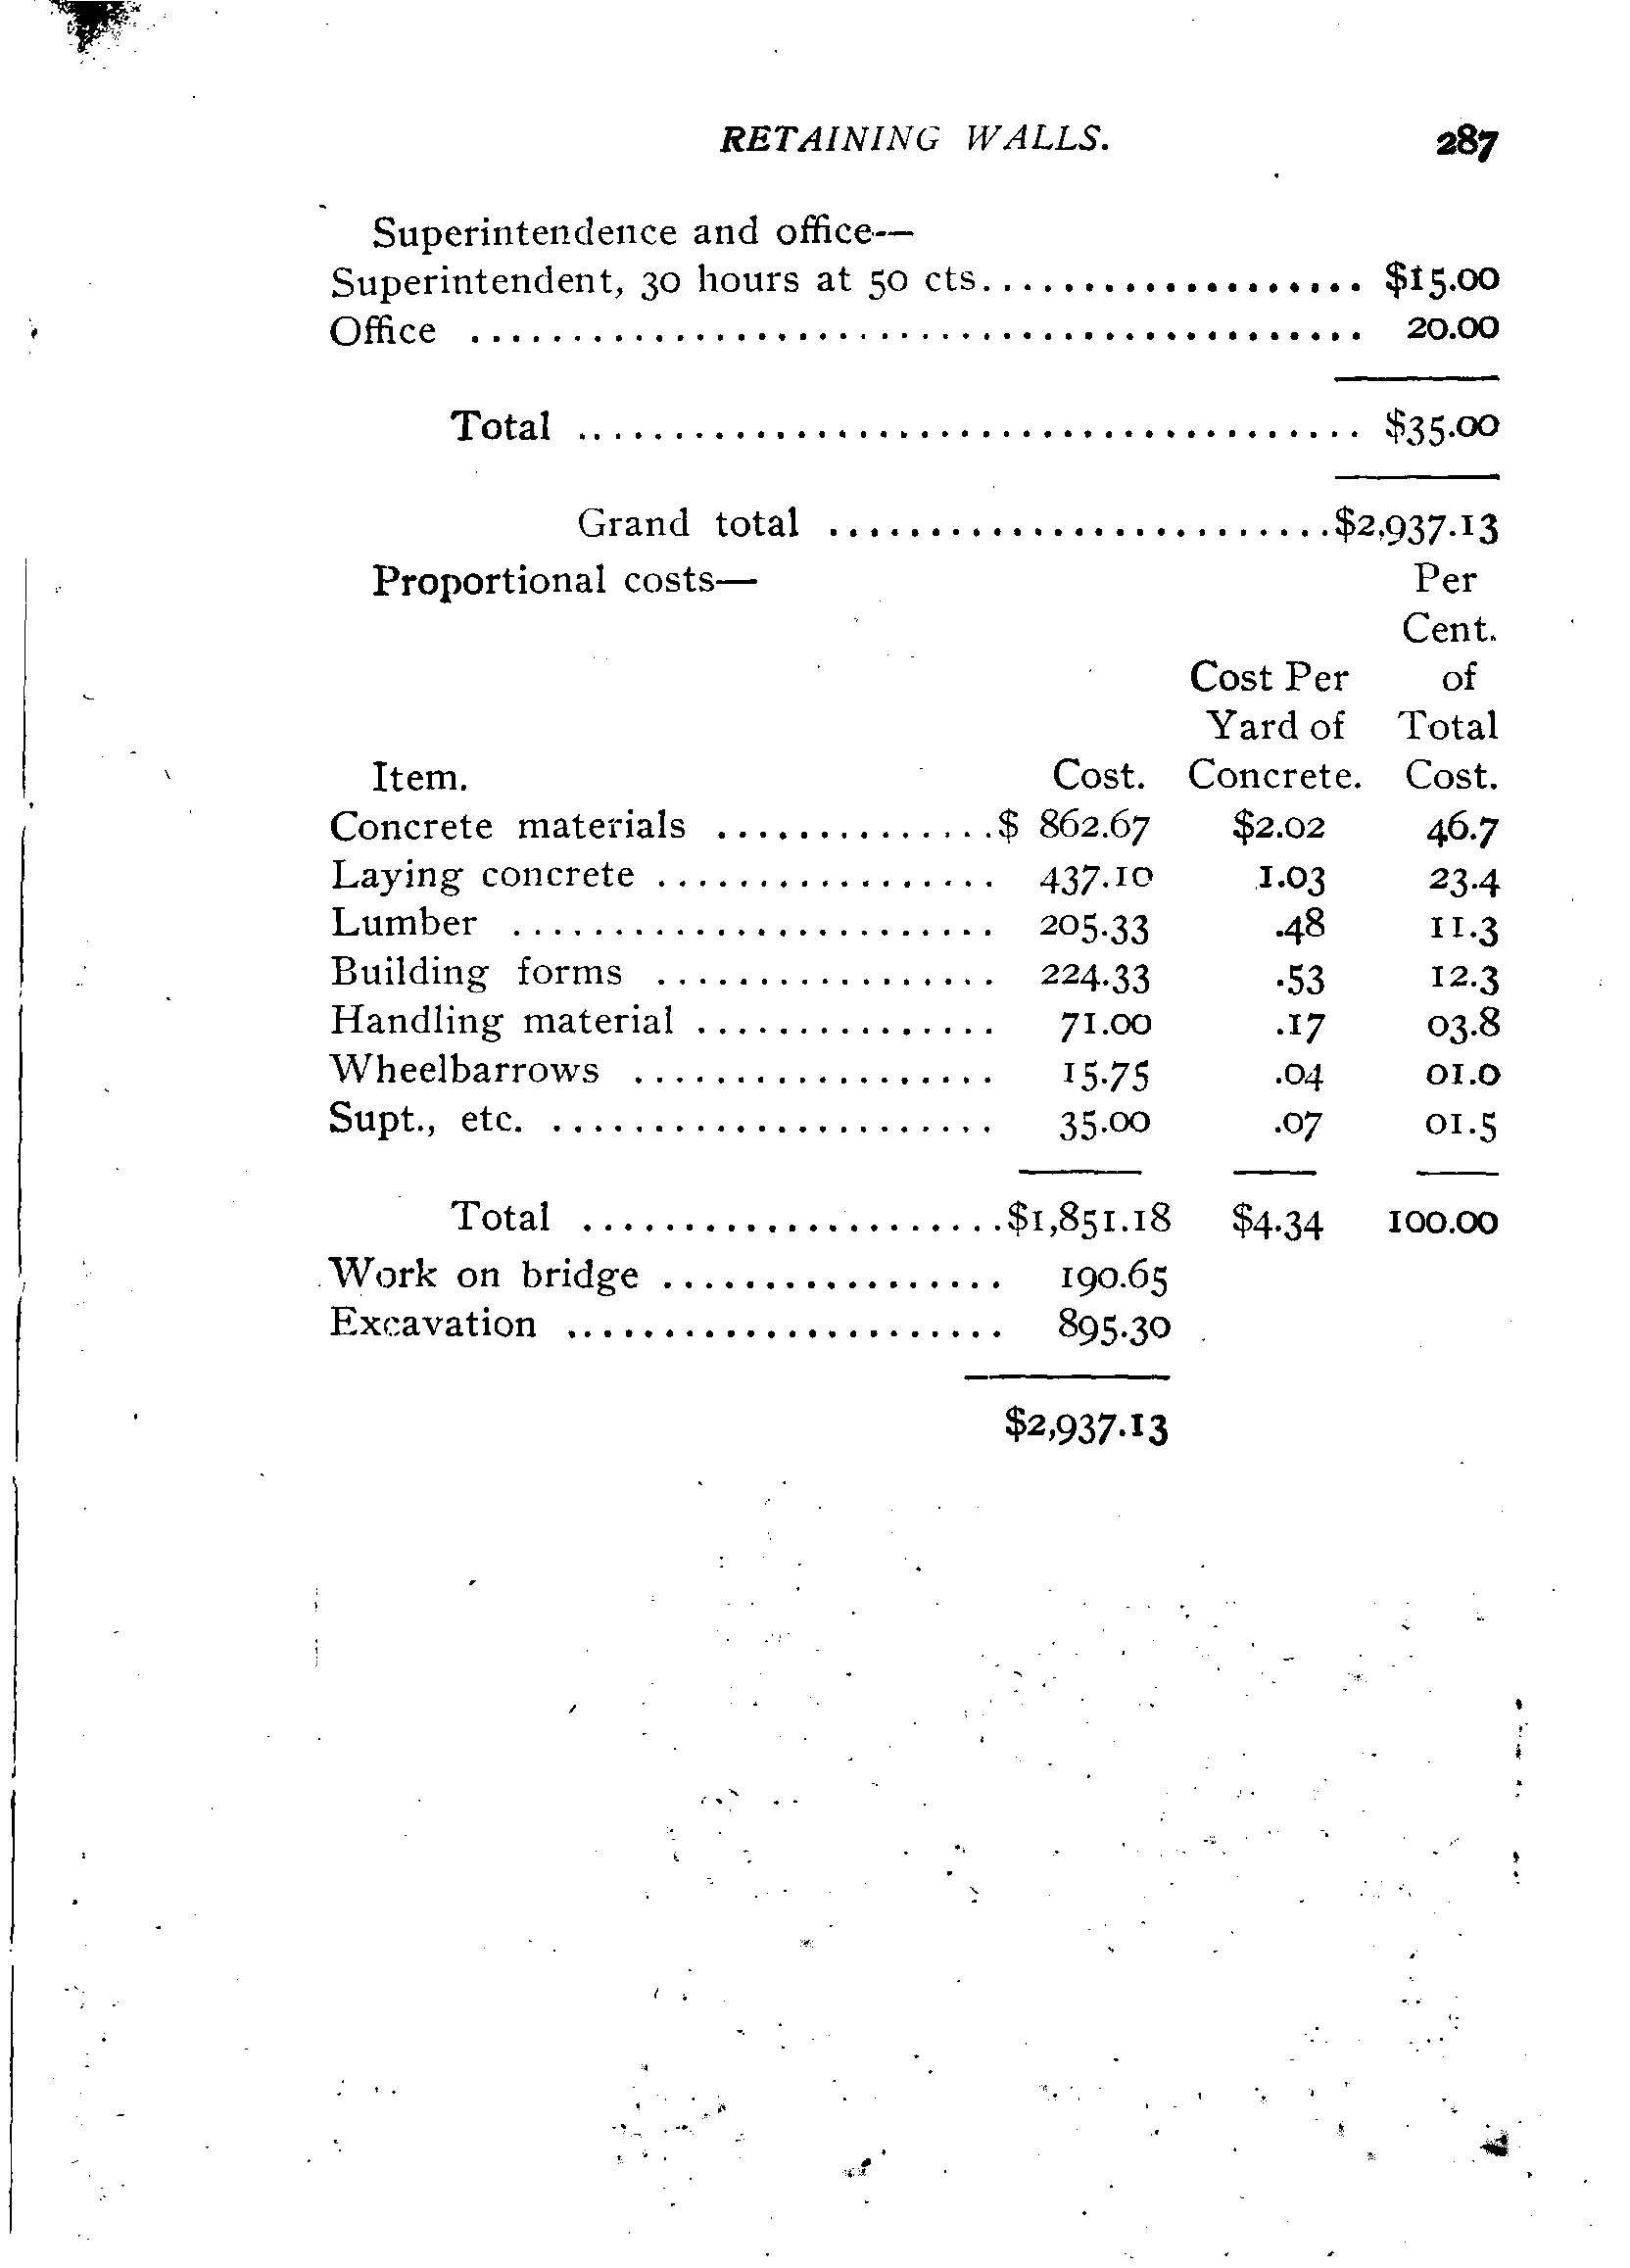 RETAINING WALLS. 287
Superintendence and office—
Superintendent, 30 hours at 50 cts................... $15.00
Office ........................................... 20.00
Total ...................................... $35.00
Grand total .........................$2,937.13
Proportional costs— Per
Cent.
Cost Per of
Yard of Total
Item. Cost. Concrete. Cost.
Concrete materials ..............$ 862.67 $2.02 46.7
Laying concrete ................. 437.10 1.03 23.4
Lumber ........................ 205.33 .48 11.3
Building forms ................. 224.33 .53 12.3
Handling material ............... 71.00 .17 03.8
Wheelbarrows .................. 15.75 .04 01.0
Supt., etc. ...................... 35.00 .07 01.5
Total .....................$1,851.18 $4.34 100.00
Work on bridge ................. 190.65
Excavation ...................... 895.30
$2,937.13